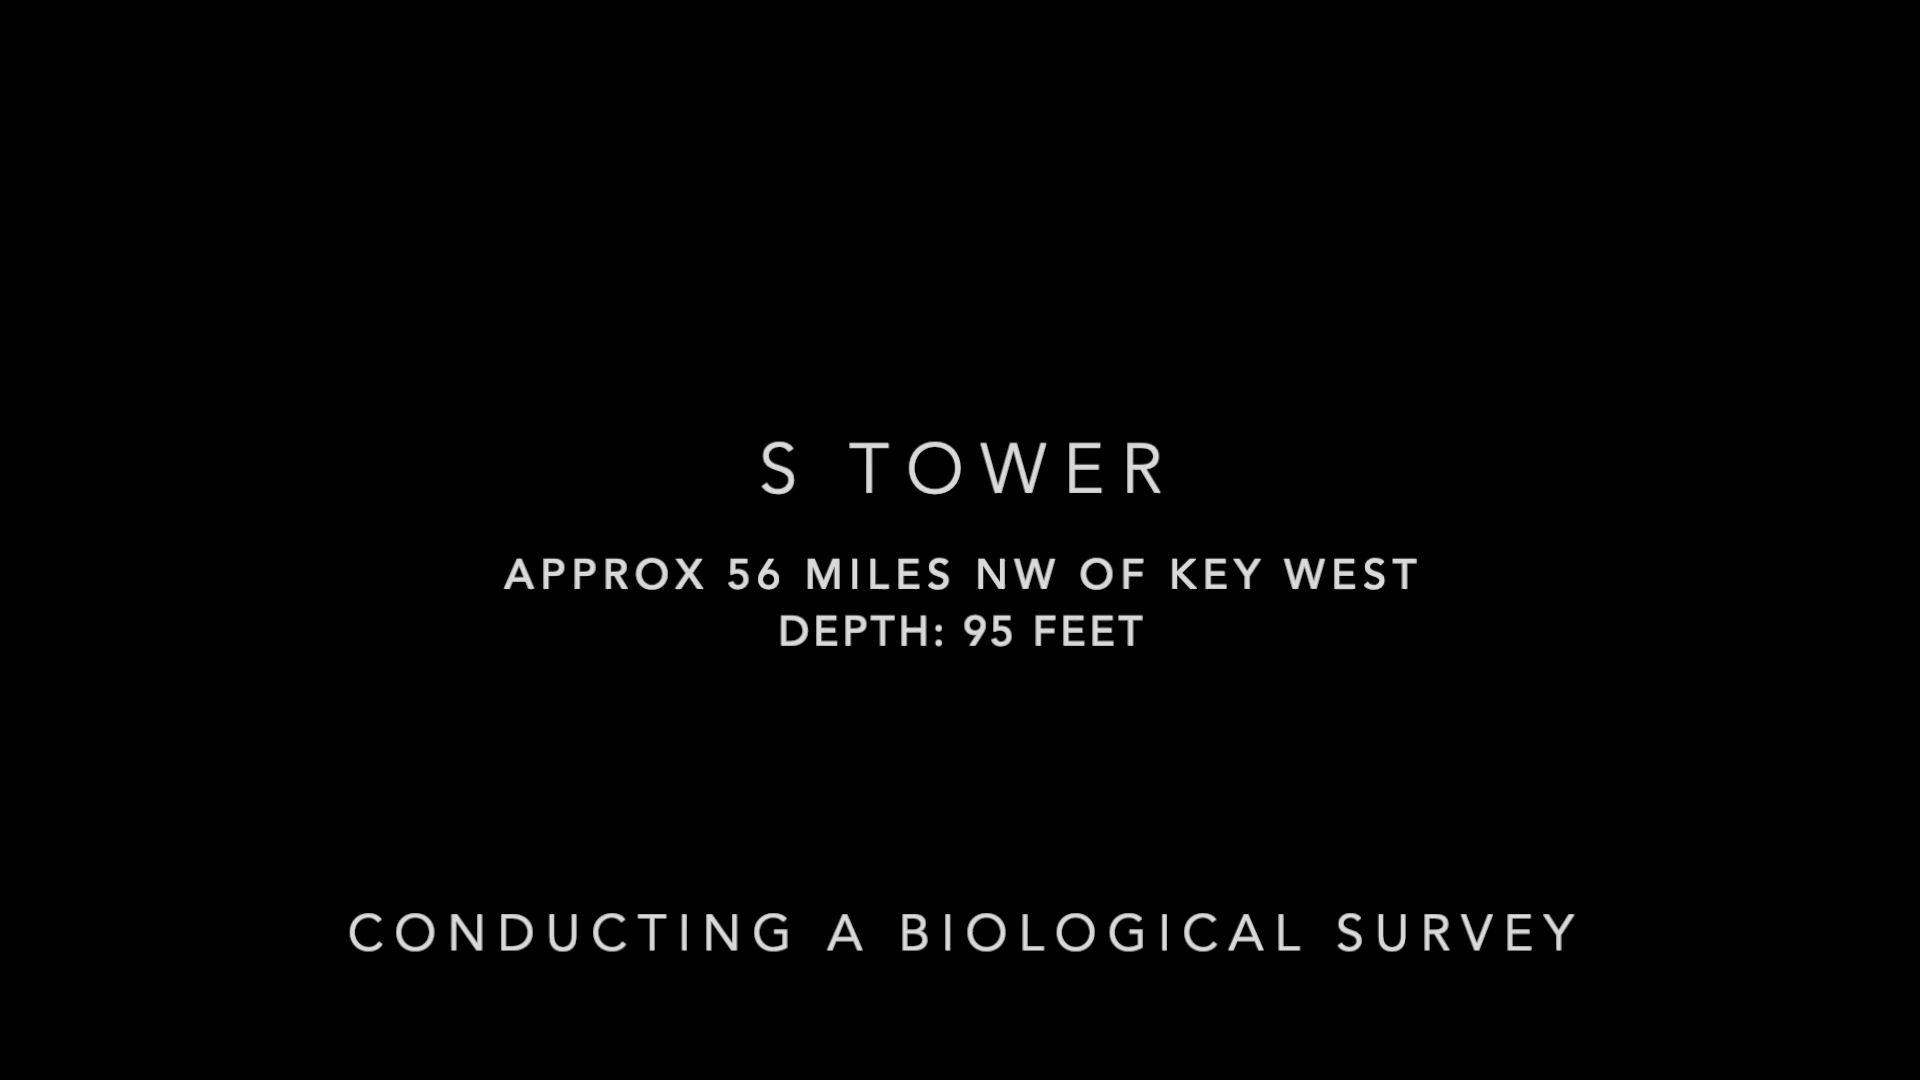 S TOWER
APPROX 56 MILES NW OF KEY WEST
DEPTH: 95 FEET
CONDUCTING A BIOLOGICAL SURVEY